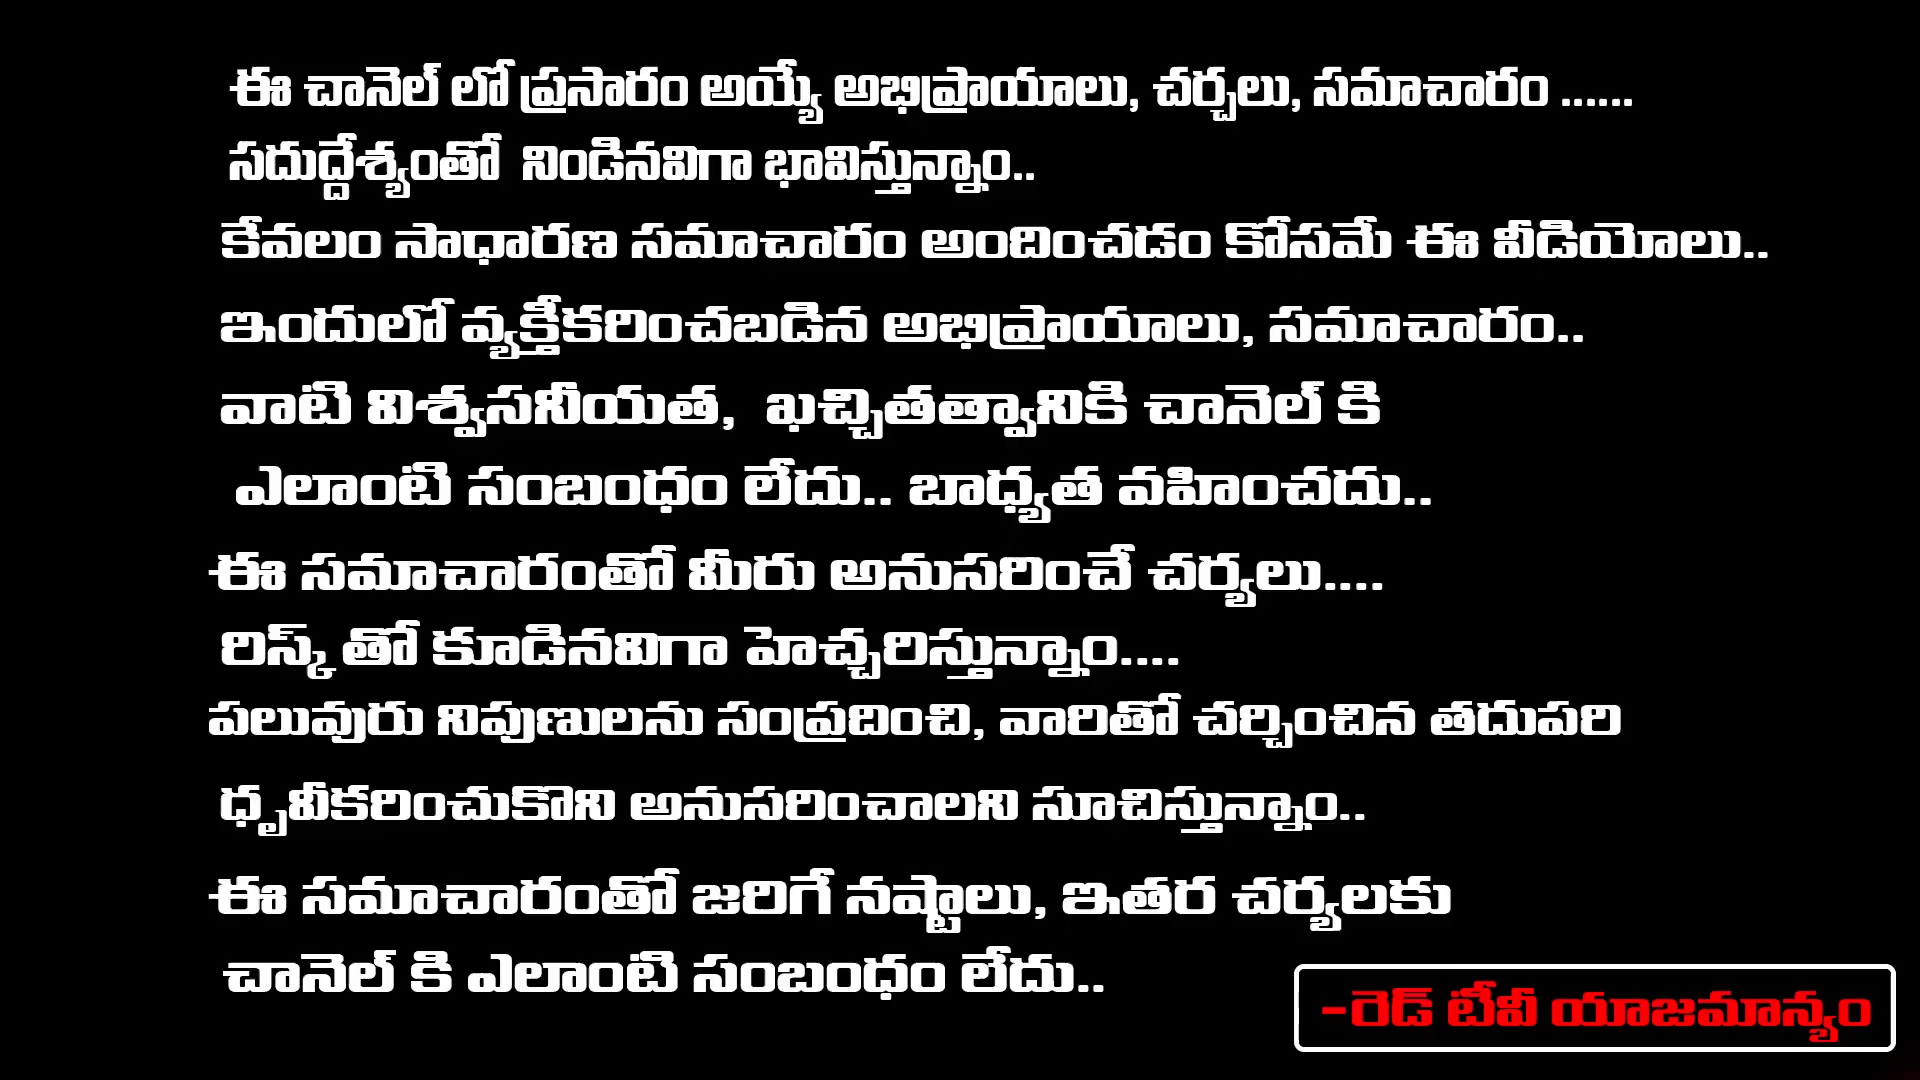 ఈ చానెల్ లో ప్రసారం అయ్యే అభిప్రాయాలు, చర్చలు, సమాచారం ......
సదుద్దేశ్యంతో నిండినవిగా భావిస్తున్నాం..
కేవలం సాధారణ సమాచారం అందించడం కోసమే ఈ వీడియోలు..
ఇందులో వ్యక్తీకరించబడిన అభిప్రాయాలు, సమాచారం..
వాటి విశ్వసనీయత, ఖచ్చితత్వానికి చానెల్ కి
ఎలాంటి సంబంధం లేదు.. బాధ్యత వహించదు..
ఈ సమాచారంతో మీరు అనుసరించే చర్యలు....
రిస్క్ తో కూడినవిగా హెచ్చరిస్తున్నాం....
పలువురు నిపుణులను సంప్రదించి, వారితో చర్చించిన తదుపరి
ధృవీకరించుకొని అనుసరించాలని సూచిస్తున్నాం..
ఈ సమాచారంతో జరిగే నష్టాలు, ఇతర చర్యలకు
చానెల్ కి ఎలాంటి సంబంధం లేదు..
-రెడ్ టీవీ యాజమాన్యం